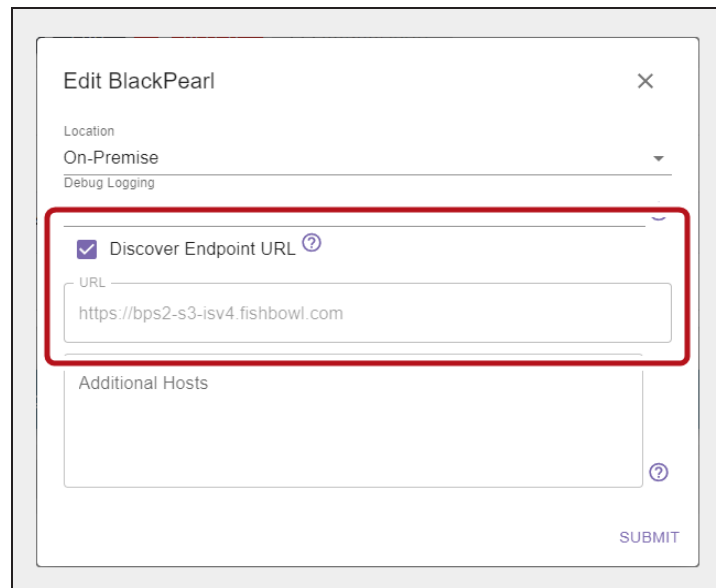 Edit BlackPearl
Location
On-Premise
Debug Logging
Discover Endpoint URL
URL
https://bps2-s3-isv4.fishbowl.com
Additional Hosts
SUBMIT